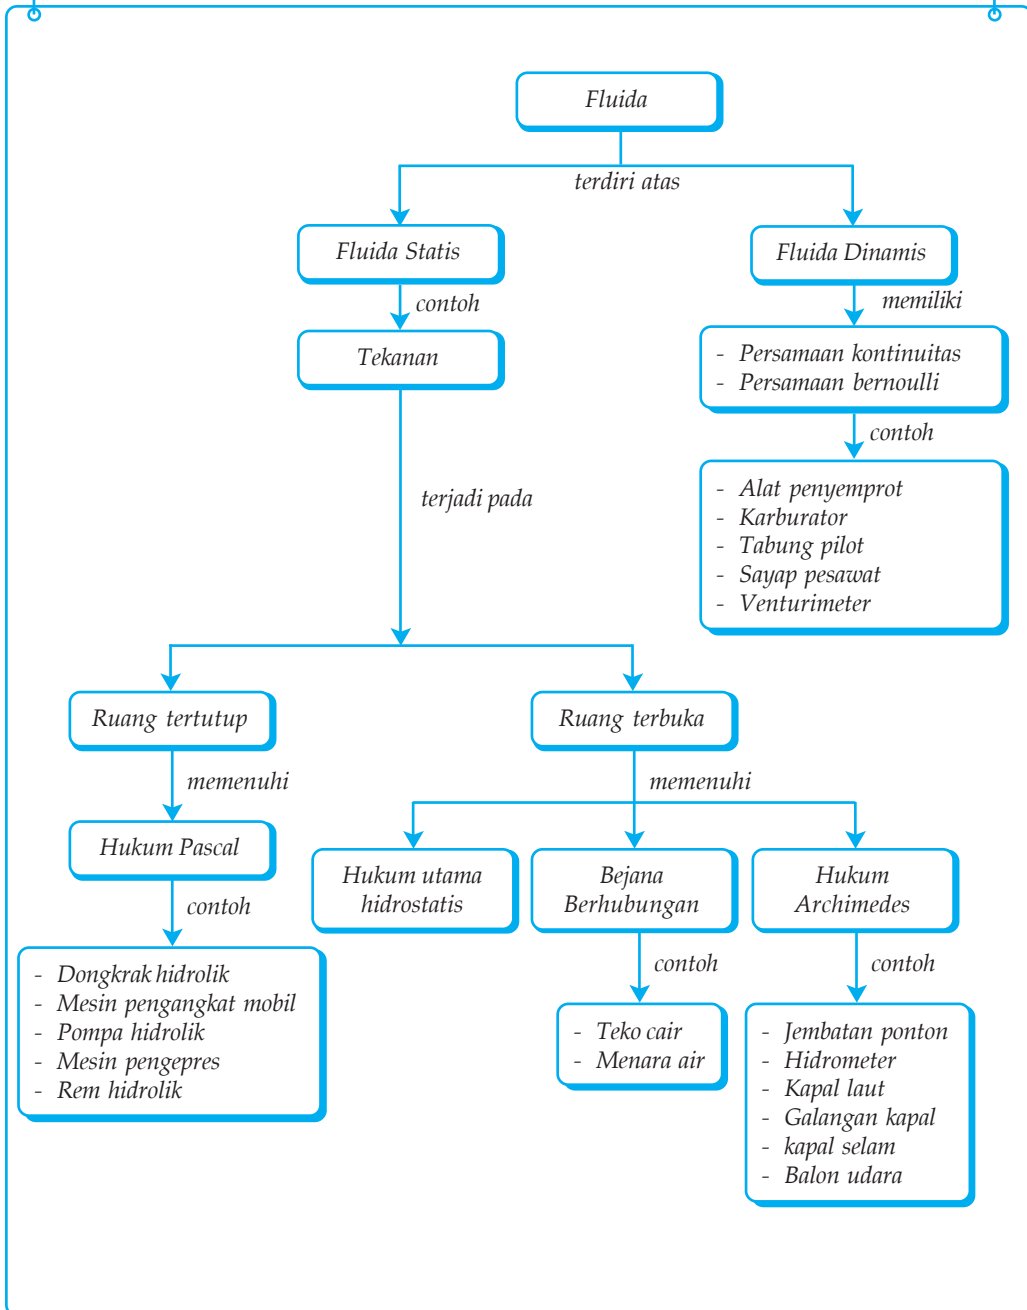 Fluida
terdiri atas
Fluida Statis
Fluida Dinamis
contoh
memiliki
Tekanan
- Persamaan kontinuitas
- Persamaan bernoulli
contoh
terjadi pada
- Alat penyemprot
- Karburator
- Tabung pilot
- Sayap pesawat
- Venturimeter
Ruang tertutup
Ruang terbuka
memenuhi
memenuhi
Hukum Pascal
Hukum utama
hidrostatis
Bejana
Berhubungan
Hukum
Archimedes
contoh
contoh
contoh
- Dongkrak hidrolik
- Mesin pengangkat mobil
- Pompa hidrolik
- Mesin pengepres
- Rem hidrolik
- Teko cair
- Menara air
- Jembatan ponton
- Hidrometer
- Kapal laut
- Galangan kapal
- kapal selam
- Balon udara